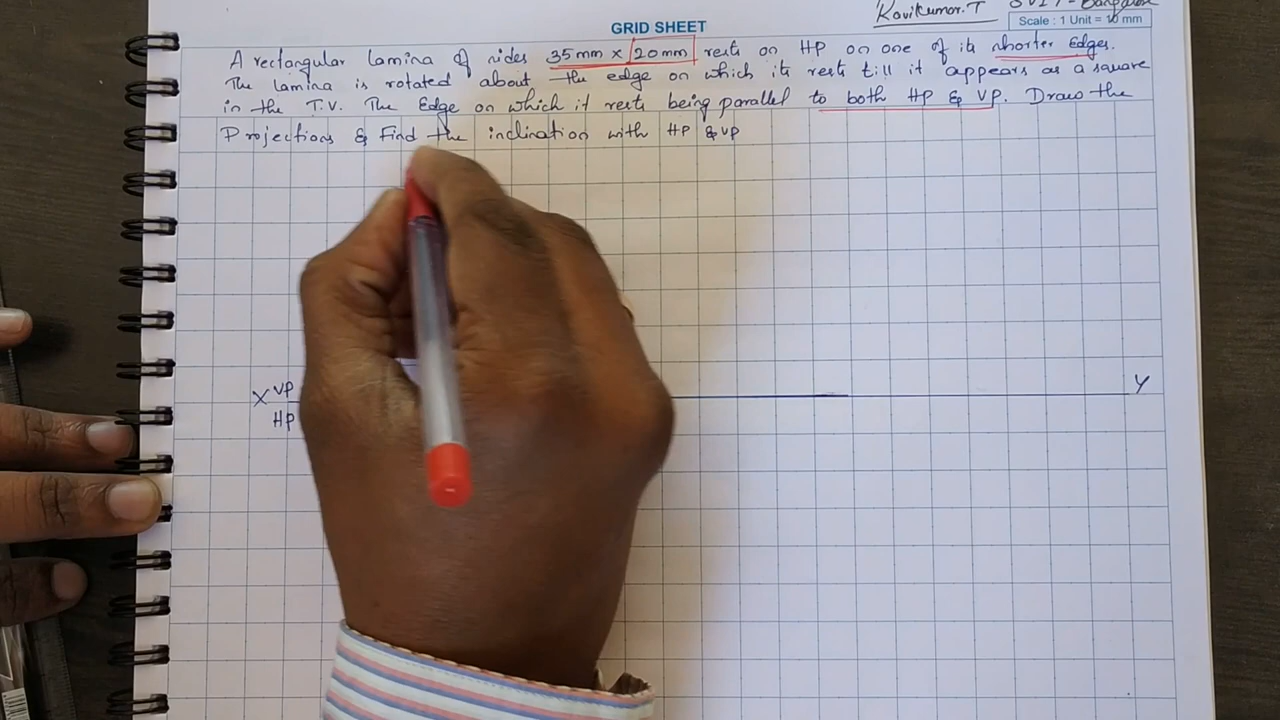 Ravikumar.T SVIT - Bangalore
GRID SHEET
Scale : 1 Unit = 10 mm
A rectangular lamina of sides 35mm x 20mm rests on HP on one of its shorter Edges.
The lamina is rotated about the edge on which it rests till it appears as a square
in the T.V. The Edge on which it rests being parallel to both HP & VP. Draw the
Projections & Find the inclination with HP & VP
X VP Y
HP